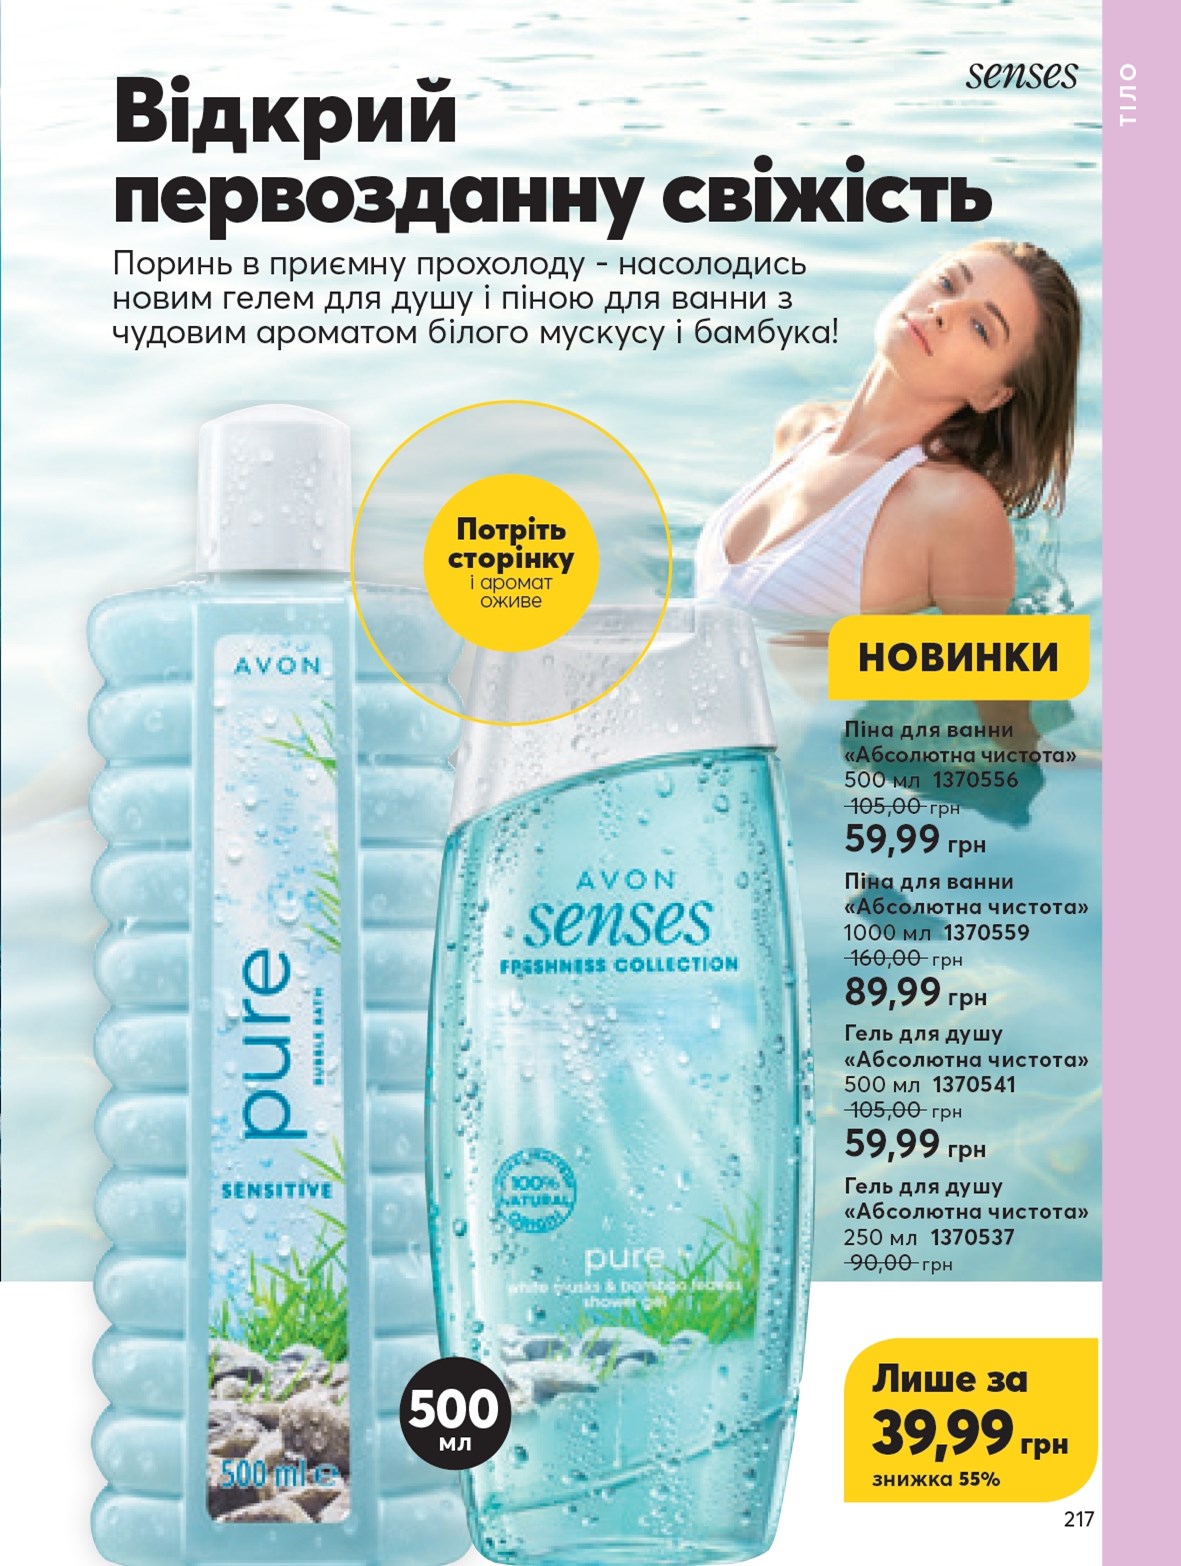 senses
ТІЛО
Відкрий
первозданну свіжість
Поринь в приємну прохолоду - насолодись
новим гелем для душу і піною для ванни з
чудовим ароматом білого мускусу і бамбука!
Потріть
сторінку
і аромат
оживе
НОВИНКИ
Піна для ванни
«Абсолютна чистота»
500 мл 1370556
105,00 грн
59,99 грн
Піна для ванни
«Абсолютна чистота»
1000 мл 1370559
160,00 грн
89,99 грн
Гель для душу
«Абсолютна чистота»
500 мл 1370541
105,00 грн
59,99 грн
Гель для душу
«Абсолютна чистота»
250 мл 1370537
90,00 грн
Лише за
39,99 грн
знижка 55%
AVON
pure
BUBBLE BATH
SENSITIVE
500 ml e
AVON
senses
FRESHNESS COLLECTION
100%
NATURAL
ORIGIN
pure
white musks & bamboo leaves
shower gel
500
мл
217